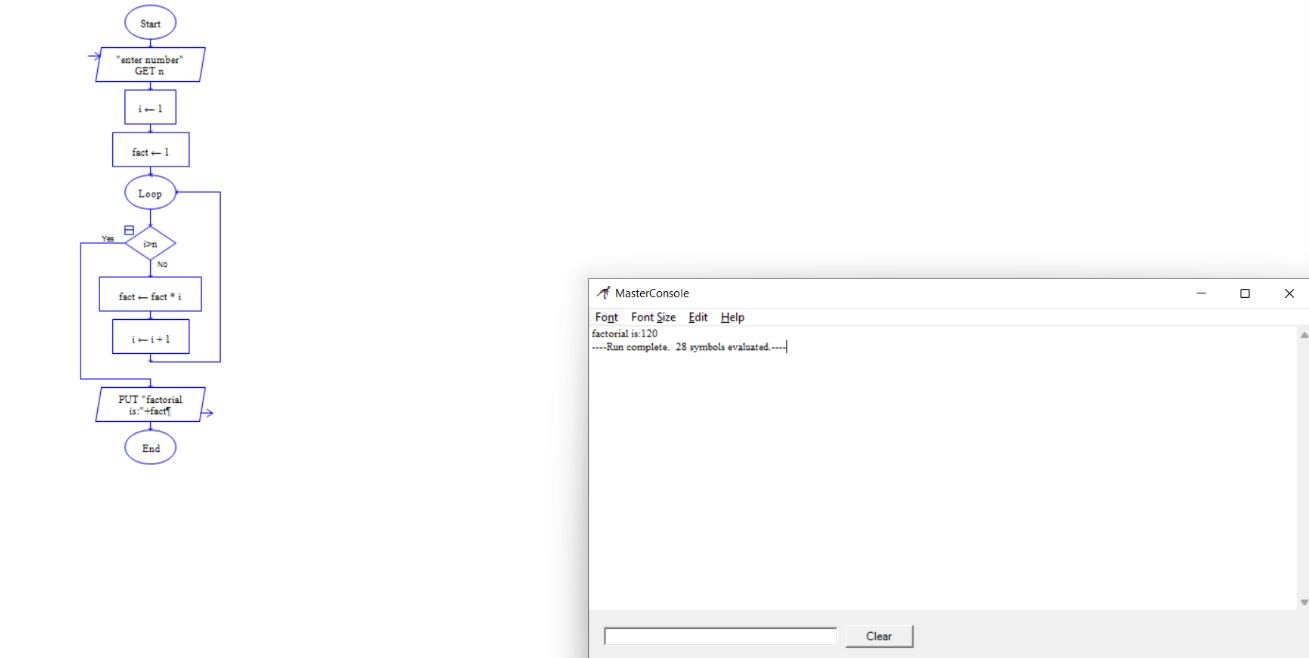 Start
"enter number"
GET n
i ← 1
fact ← 1
Loop
Yes
i>n
No
fact ← fact * i
i ← i + 1
PUT "factorial
is:"+fact¶
End
MasterConsole
Font Font Size Edit Help
factorial is:120
----Run complete.  28 symbols evaluated.----
Clear